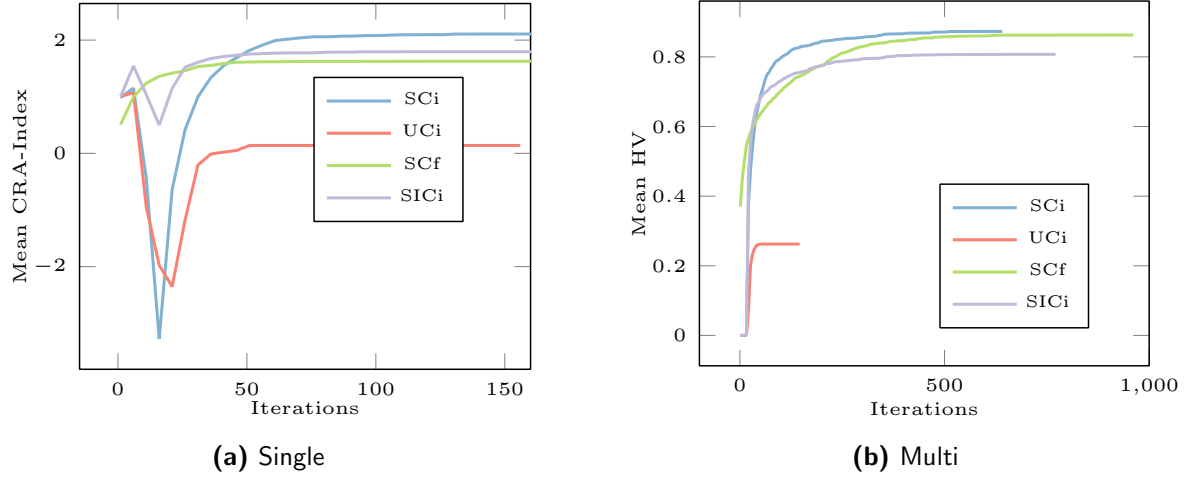 2
0
−2
Mean CRA-Index
0
50
100
150
Iterations
SCi
UCi
SCf
SICi
(a) Single
0.8
0.6
0.4
0.2
0
Mean HV
0
500
1,000
Iterations
SCi
UCi
SCf
SICi
(b) Multi